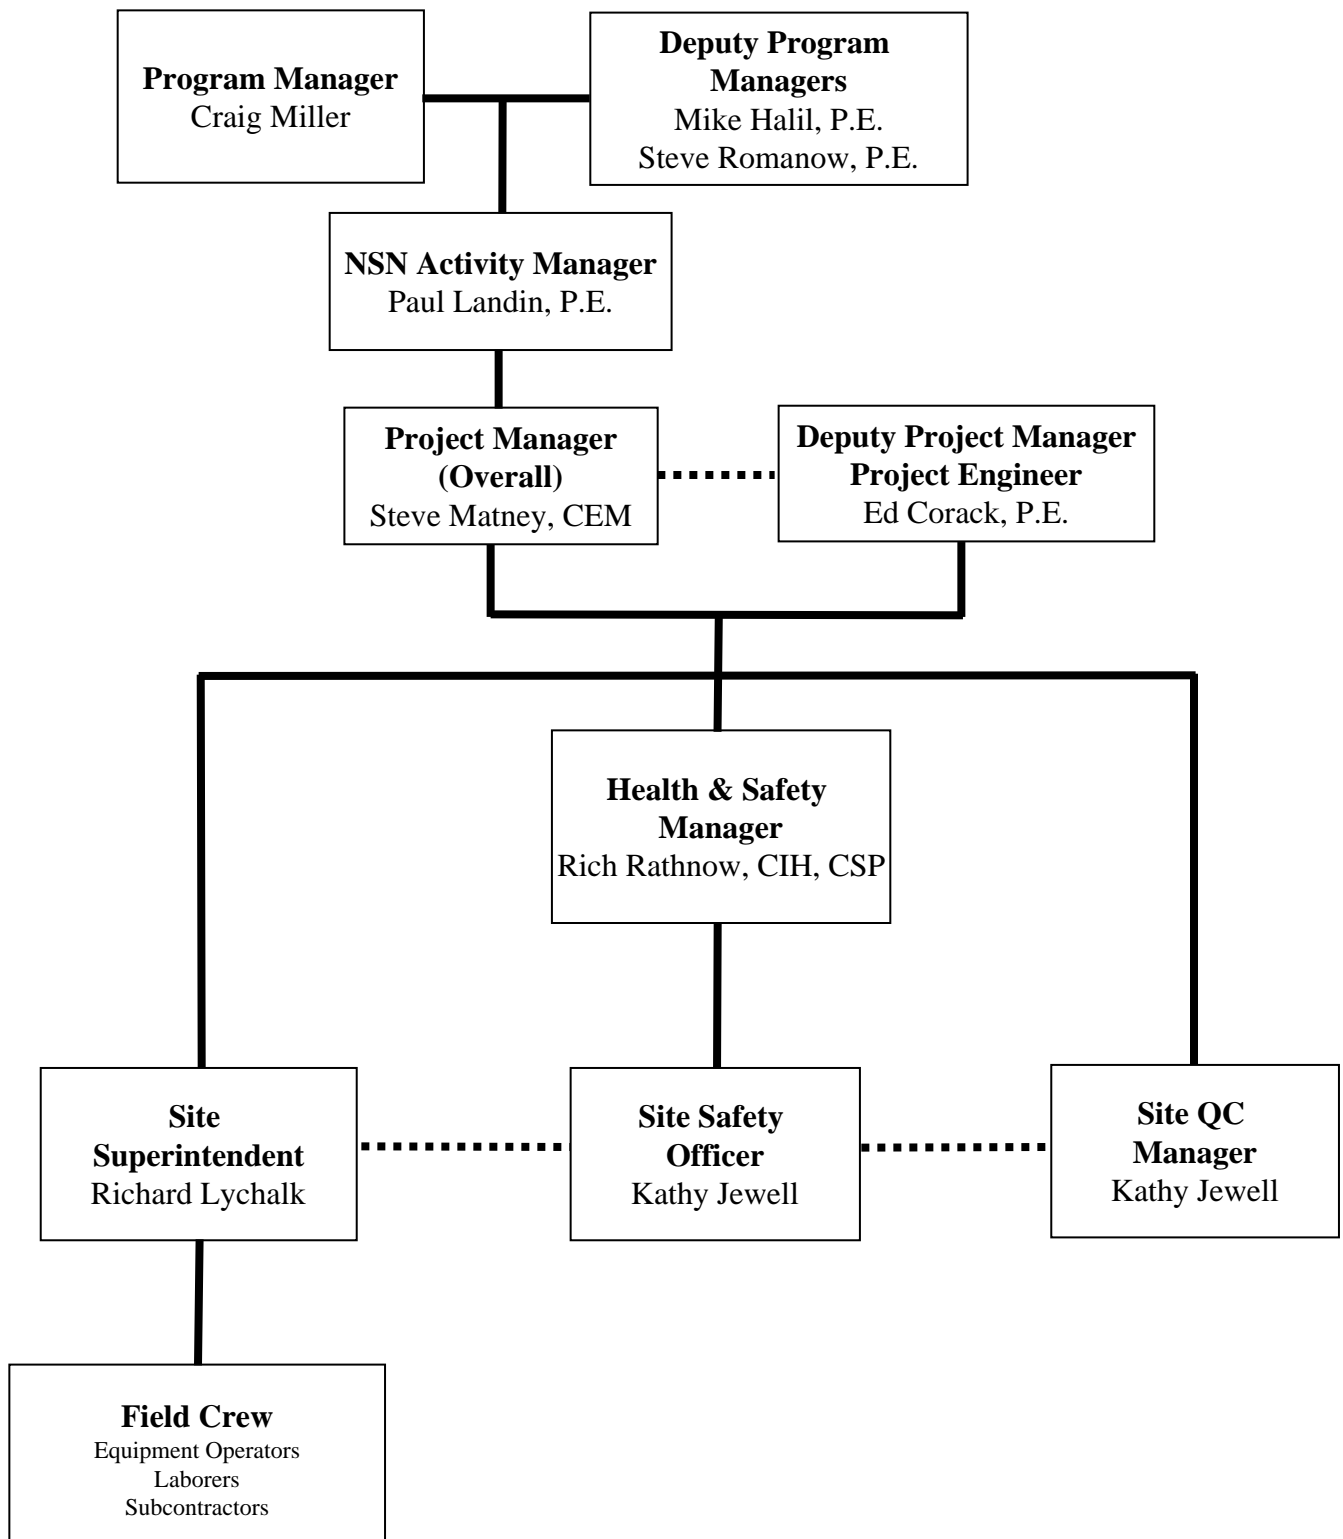 Program Manager
Craig Miller
Deputy Program
Managers
Mike Halil, P.E.
Steve Romanow, P.E.
NSN Activity Manager
Paul Landin, P.E.
Project Manager
(Overall)
Steve Matney, CEM
Deputy Project Manager
Project Engineer
Ed Corack, P.E.
Health & Safety
Manager
Rich Rathnow, CIH, CSP
Site
Superintendent
Richard Lychalk
Site Safety
Officer
Kathy Jewell
Site QC
Manager
Kathy Jewell
Field Crew
Equipment Operators
Laborers
Subcontractors